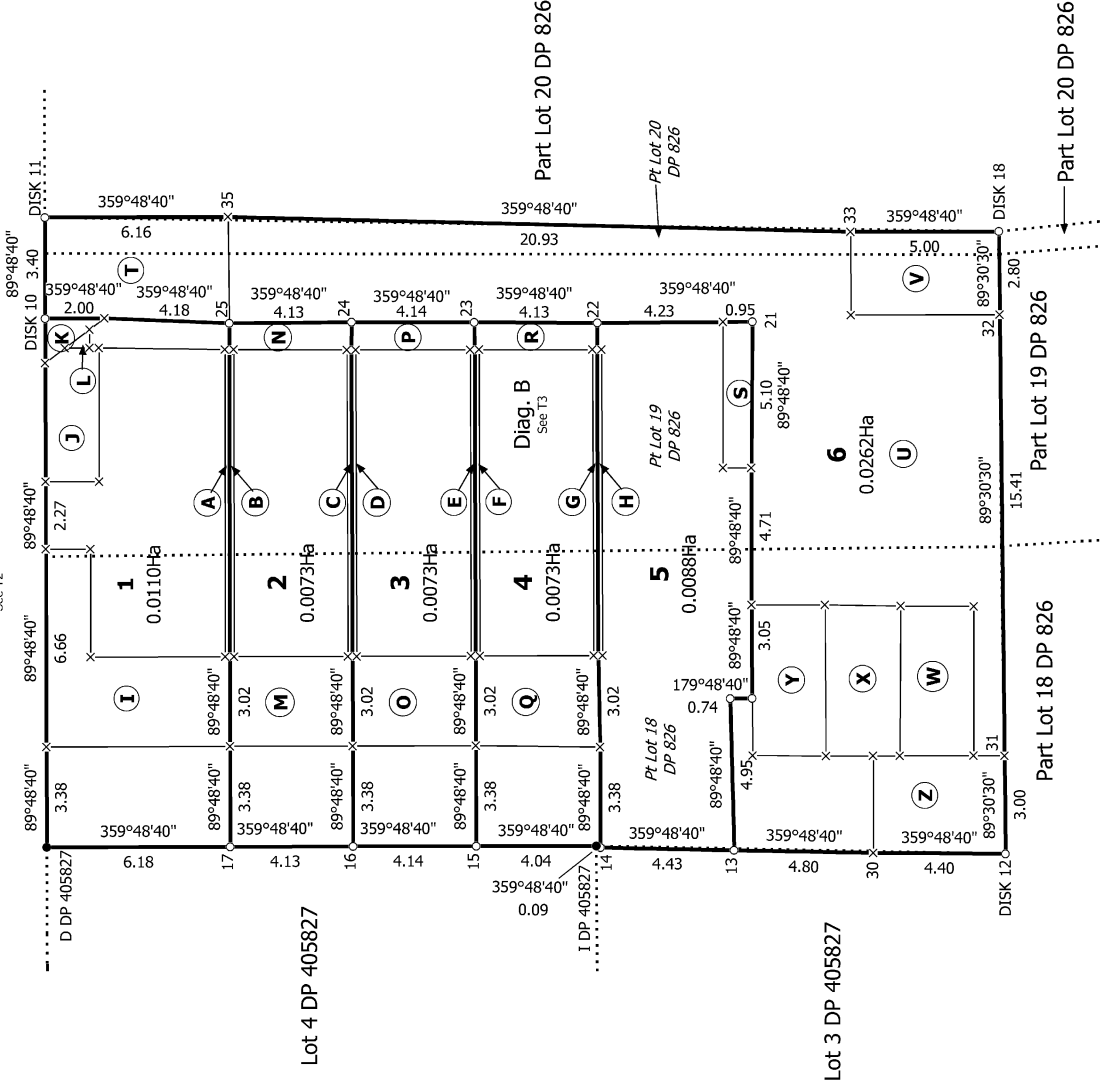 Part Lot 20 DP 826
Part Lot 20 DP 826
Pt Lot 20
DP 826
DISK 11
359°48'40"
6.16
35
359°48'40"
20.93
33
359°48'40"
5.00
DISK 18
89°48'40"
3.40
T
V
89°30'30"
2.80
DISK 10
359°48'40"
2.00
359°48'40"
4.18
25
359°48'40"
4.13
24
359°48'40"
4.14
23
359°48'40"
4.13
22
359°48'40"
4.23
0.95
21
32
K
L
J
N
P
R
S
5.10
89°48'40"
Diag. B
See T3
Pt Lot 19
DP 826
6
0.0262Ha
U
Part Lot 19 DP 826
89°48'40"
2.27
A
B
C
D
E
F
G
H
89°48'40"
4.71
89°30'30"
15.41
1
0.0110Ha
2
0.0073Ha
3
0.0073Ha
4
0.0073Ha
5
0.0088Ha
89°48'40"
6.66
89°48'40"
3.05
I
89°48'40"
3.02
M
89°48'40"
3.02
O
89°48'40"
3.02
Q
89°48'40"
3.02
Pt Lot 18
DP 826
179°48'40"
0.74
Y
X
W
Part Lot 18 DP 826
89°48'40"
3.38
89°48'40"
3.38
89°48'40"
3.38
89°48'40"
3.38
3.38
89°48'40"
4.95
Z
31
89°30'30"
3.00
359°48'40"
6.18
17
359°48'40"
4.13
16
359°48'40"
4.14
15
359°48'40"
4.04
14
359°48'40"
4.43
13
359°48'40"
4.80
30
359°48'40"
4.40
DISK 12
359°48'40"
0.09
D DP 405827
I DP 405827
Lot 4 DP 405827
Lot 3 DP 405827